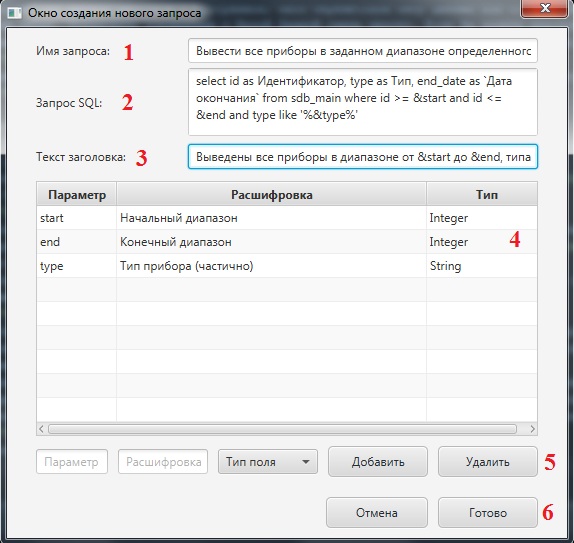 Окно создания нового запроса
Имя запроса: 1 Вывести все приборы в заданном диапазоне определенного
Запрос SQL: 2 select id as Идентификатор, type as Тип, end_date as `Дата
окончания` from sdb_main where id >= &start and id <=
&end and type like '%&type%'
Текст заголовка: 3 Выведены все приборы в диапазоне от &start до &end, типа
Параметр Расшифровка Тип
start Начальный диапазон Integer
end Конечный диапазон Integer 4
type Тип прибора (частично) String
Параметр Расшифровка Тип поля Добавить Удалить 5
Отмена Готово 6